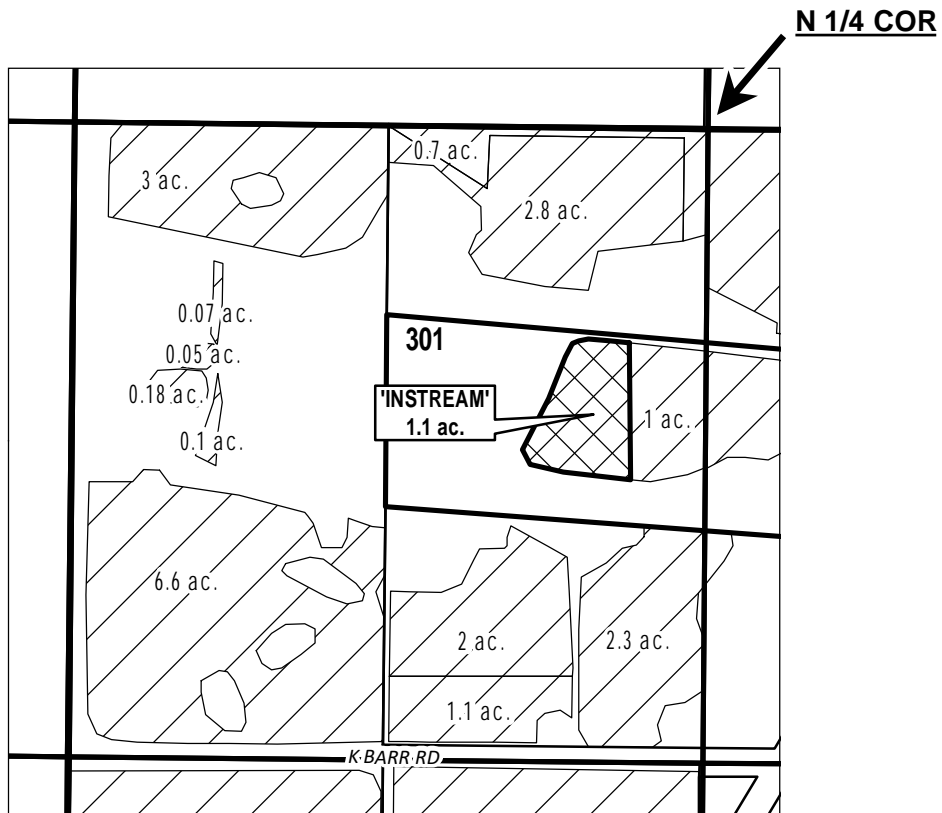 N 1/4 COR
0.7 ac.
3 ac.
2.8 ac.
0.07 ac.
301
0.05 ac.
0.18 ac.
'INSTREAM'
1.1 ac.
1 ac.
0.1 ac.
6.6 ac.
2 ac.
2.3 ac.
1.1 ac.
K BARR RD